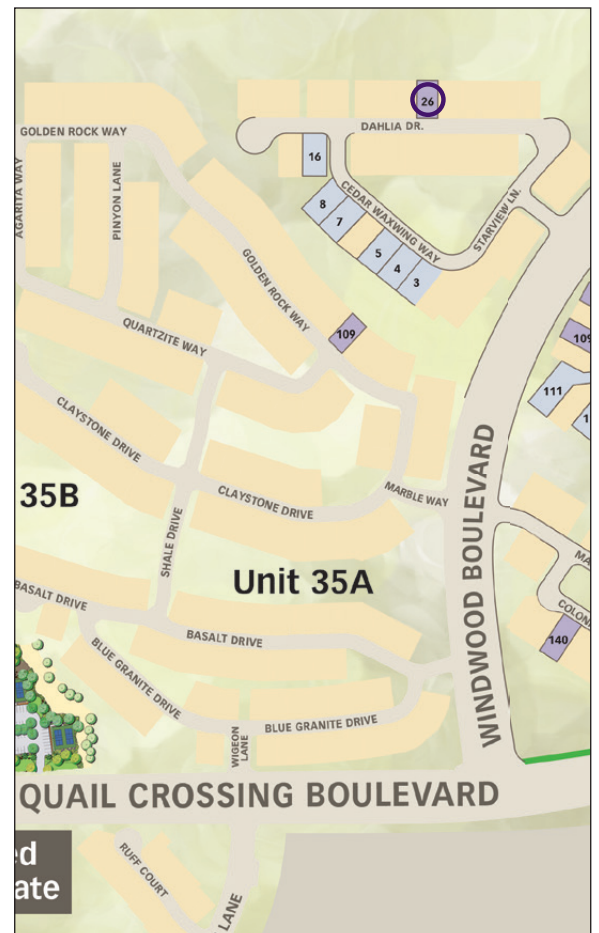 26
DAHLIA DR.
GOLDEN ROCK WAY
16
AGARITA WAY
PINYON LANE
8
7
CEDAR WAXWING WAY
5
4
3
STARVIEW LN.
GOLDEN ROCK WAY
109
QUARTZITE WAY
109
111
CLAYSTONE DRIVE
CLAYSTONE DRIVE
MARBLE WAY
35B
SHALE DRIVE
WINDWOOD BOULEVARD
Unit 35A
BASALT DRIVE
BASALT DRIVE
140
BLUE GRANITE DRIVE
BLUE GRANITE DRIVE
WIGEON
LANE
QUAIL CROSSING BOULEVARD
RUFF COURT
LANE